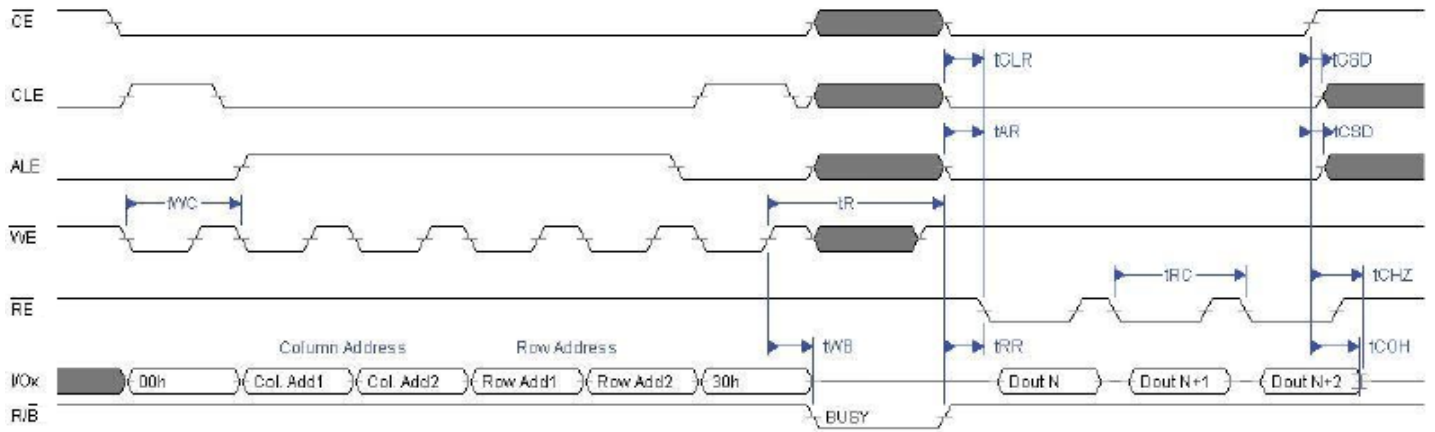 CE
tCLR
tCSD
CLE
tAR
tCSD
ALE
tWC
tR
WE
tRC
tCHZ
RE
Column Address
Row Address
tWB
tRR
tCOH
I/Ox
00h
Col. Add1
Col. Add2
Row Add1
Row Add2
30h
Dout N
Dout N+1
Dout N+2
R/B
BUSY